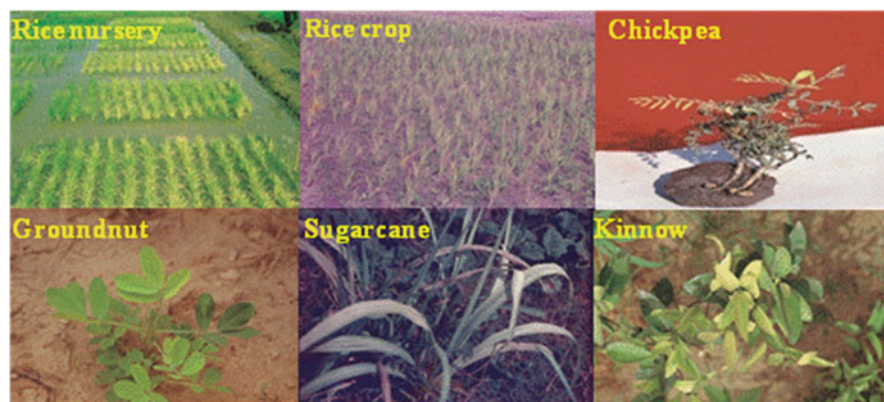 Rice nursery
Rice crop
Chickpea
Groundnut
Sugarcane
Kinnow